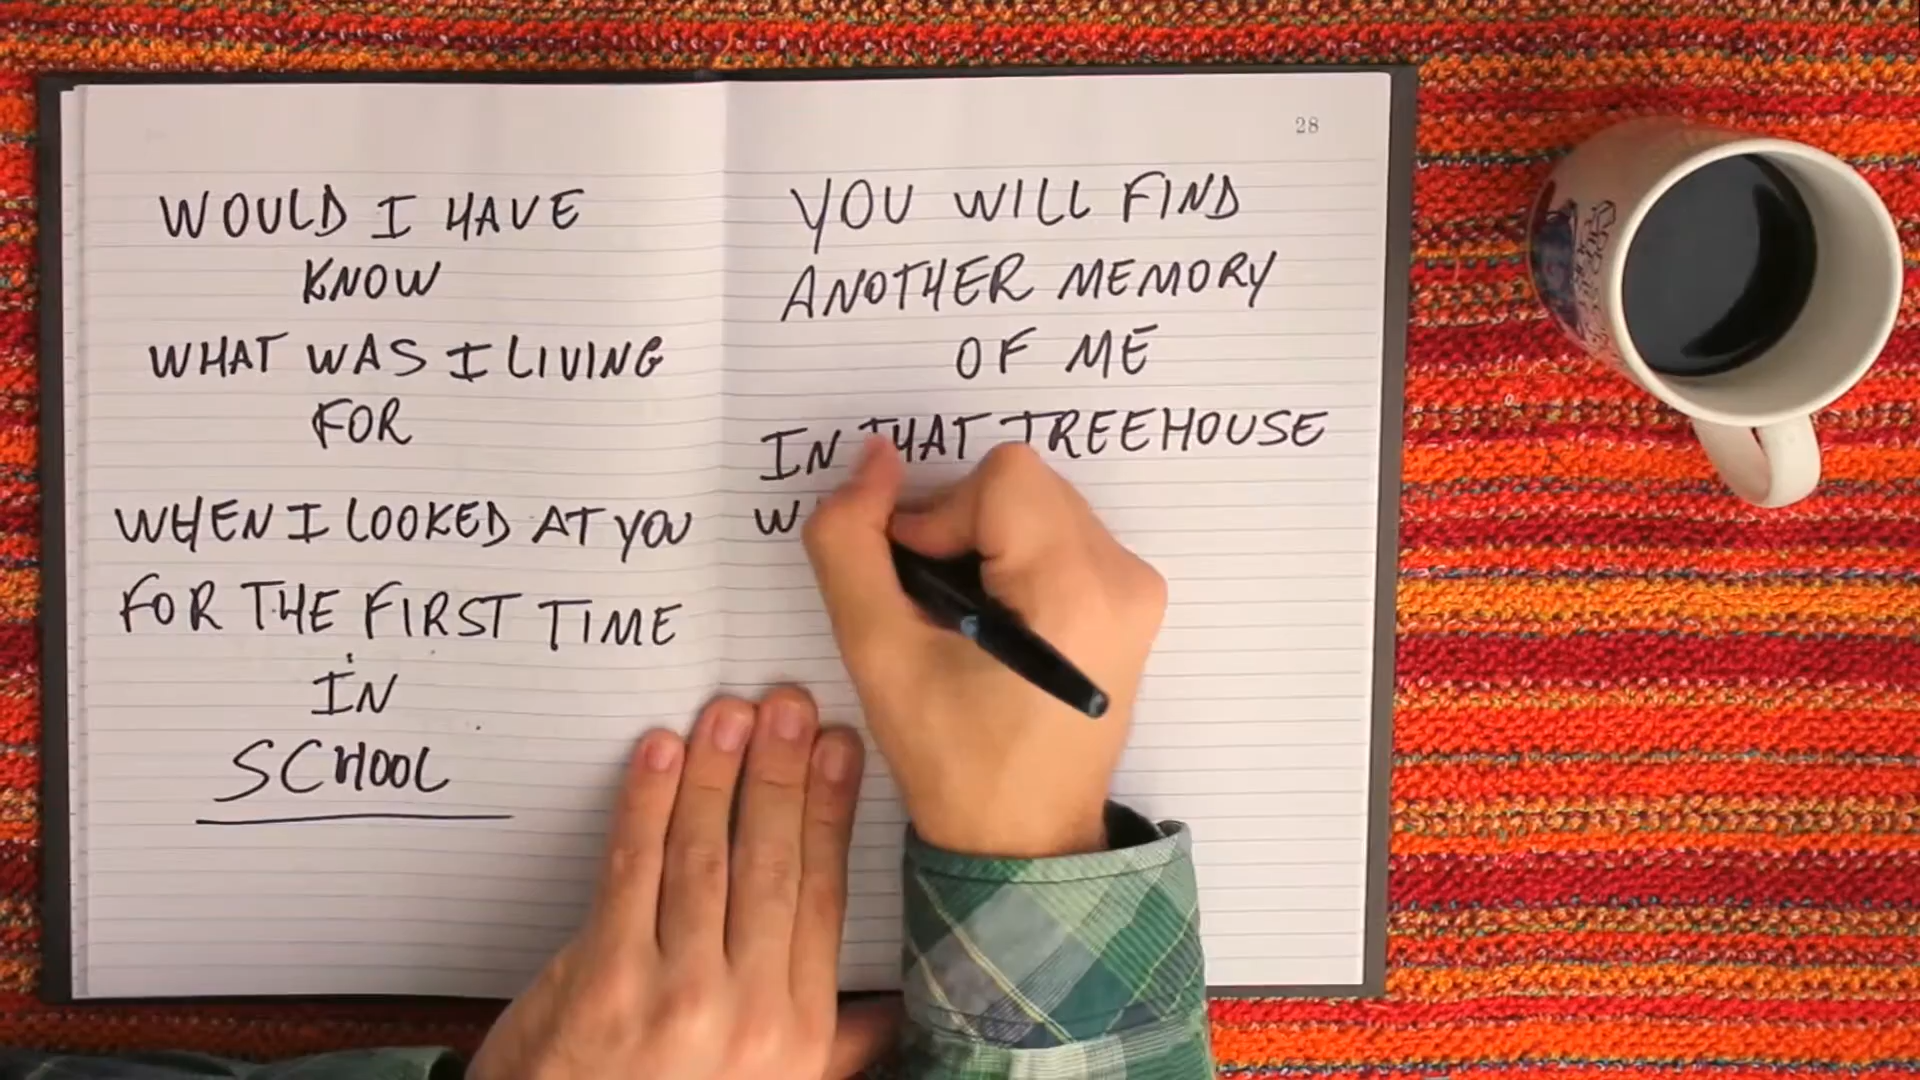 WOULD I HAVE
KNOW
WHAT WAS I LIVING
FOR
WHEN I LOOKED AT YOU
FOR THE FIRST TIME
IN
SCHOOL
28
YOU WILL FIND
ANOTHER MEMORY
OF ME
IN THAT TREEHOUSE